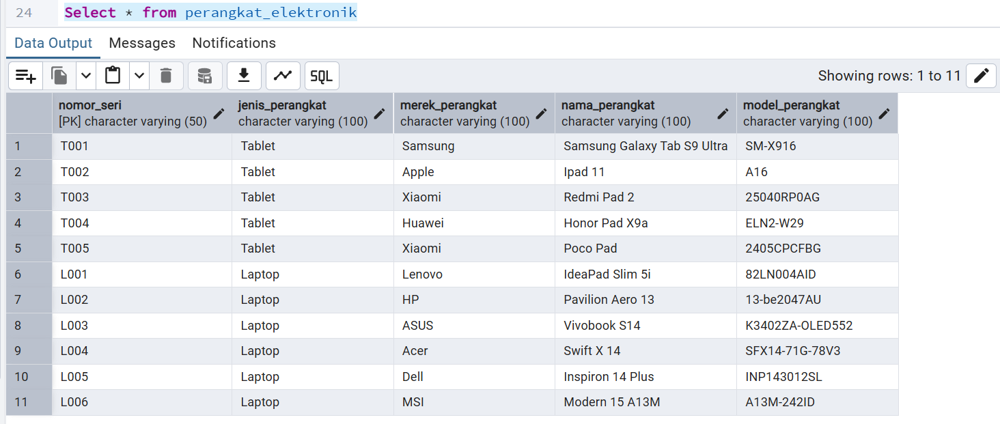 24 Select * from perangkat_elektronik
Data Output Messages Notifications
SQL Showing rows: 1 to 11
nomor_seri jenis_perangkat merek_perangkat nama_perangkat model_perangkat
[PK] character varying (50) character varying (100) character varying (100) character varying (100) character varying (100)
1 T001 Tablet Samsung Samsung Galaxy Tab S9 Ultra SM-X916
2 T002 Tablet Apple Ipad 11 A16
3 T003 Tablet Xiaomi Redmi Pad 2 25040RP0AG
4 T004 Tablet Huawei Honor Pad X9a ELN2-W29
5 T005 Tablet Xiaomi Poco Pad 2405CPCFBG
6 L001 Laptop Lenovo IdeaPad Slim 5i 82LN004AID
7 L002 Laptop HP Pavilion Aero 13 13-be2047AU
8 L003 Laptop ASUS Vivobook S14 K3402ZA-OLED552
9 L004 Laptop Acer Swift X 14 SFX14-71G-78V3
10 L005 Laptop Dell Inspiron 14 Plus INP143012SL
11 L006 Laptop MSI Modern 15 A13M A13M-242ID